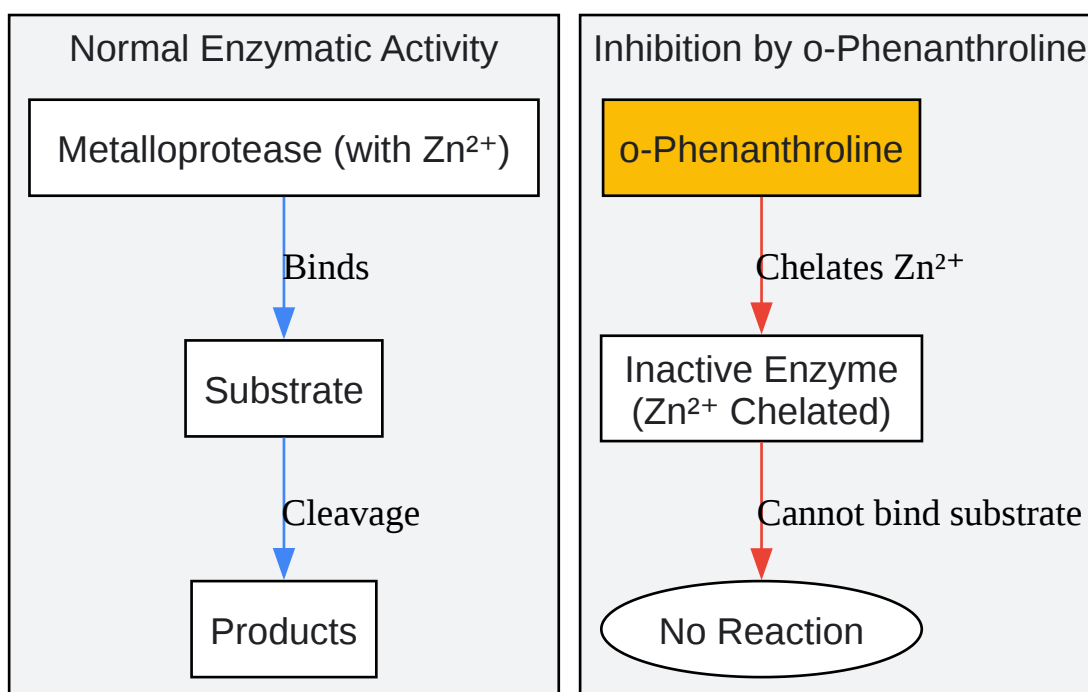 Normal Enzymatic Activity
Metalloprotease (with Zn²⁺)
Binds
Substrate
Cleavage
Products
Inhibition by o-Phenanthroline
o-Phenanthroline
Chelates Zn²⁺
Inactive Enzyme
(Zn²⁺ Chelated)
Cannot bind substrate
No Reaction